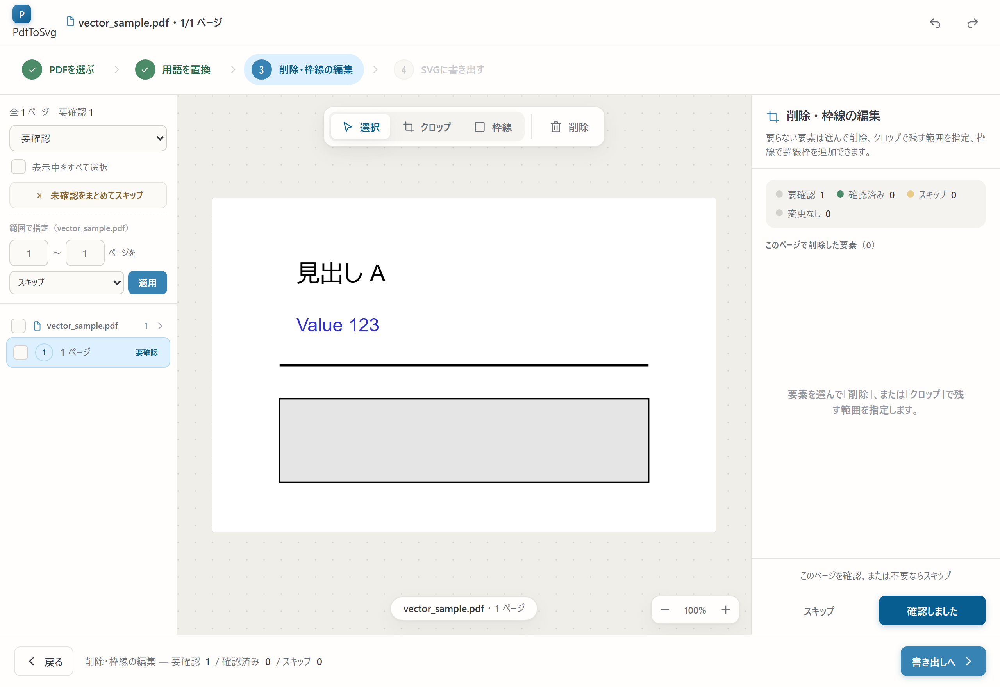 P
PdfToSvg
vector_sample.pdf・1/1 ページ
PDFを選ぶ
用語を置換
3 削除・枠線の編集
4 SVGに書き出す
全 1 ページ 要確認 1
要確認
表示中をすべて選択
未確認をまとめてスキップ
範囲で指定（vector_sample.pdf）
1 ～ 1 ページを
スキップ 適用
vector_sample.pdf 1
1 1 ページ 要確認
選択 クロップ 枠線 削除
見出し A
Value 123
vector_sample.pdf・1 ページ
100%
削除・枠線の編集
要らない要素は選んで削除、クロップで残す範囲を指定、枠
線で罫線枠を追加できます。
要確認 1 確認済み 0 スキップ 0
変更なし 0
このページで削除した要素（0）
要素を選んで「削除」、または「クロップ」で残
す範囲を指定します。
このページを確認、または不要ならスキップ
スキップ 確認しました
戻る 削除・枠線の編集 — 要確認 1 / 確認済み 0 / スキップ 0
書き出しへ